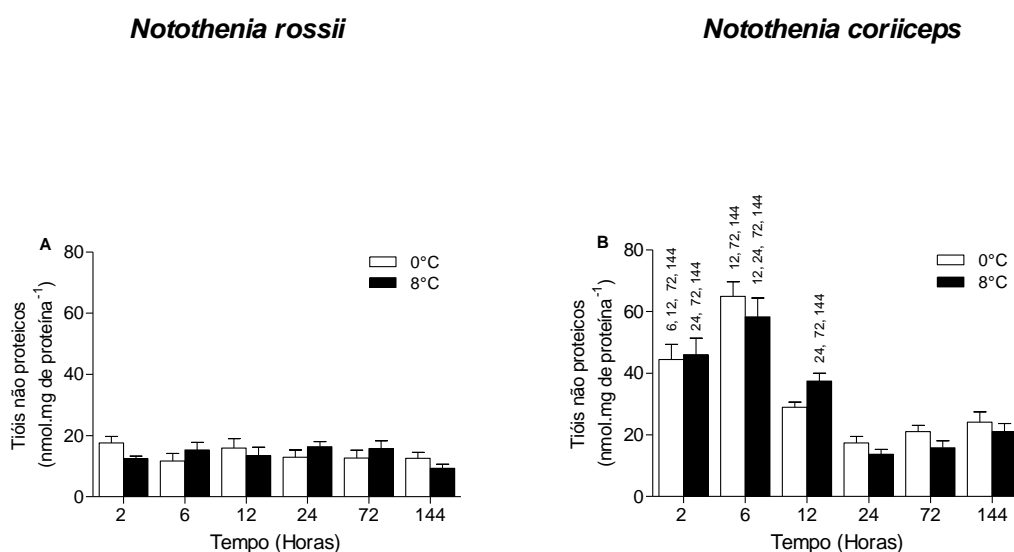 Notothenia rossii
Notothenia coriiceps
A
80
60
40
20
0
Tióis não proteicos
(nmol.mg de proteína⁻¹)
0°C
8°C
2 6 12 24 72 144
Tempo (Horas)
B
80
60
40
20
0
Tióis não proteicos
(nmol.mg de proteína⁻¹)
6, 12, 72, 144
24, 72, 144
12, 72, 144
12, 24, 72, 144
24, 72, 144
0°C
8°C
2 6 12 24 72 144
Tempo (Horas)